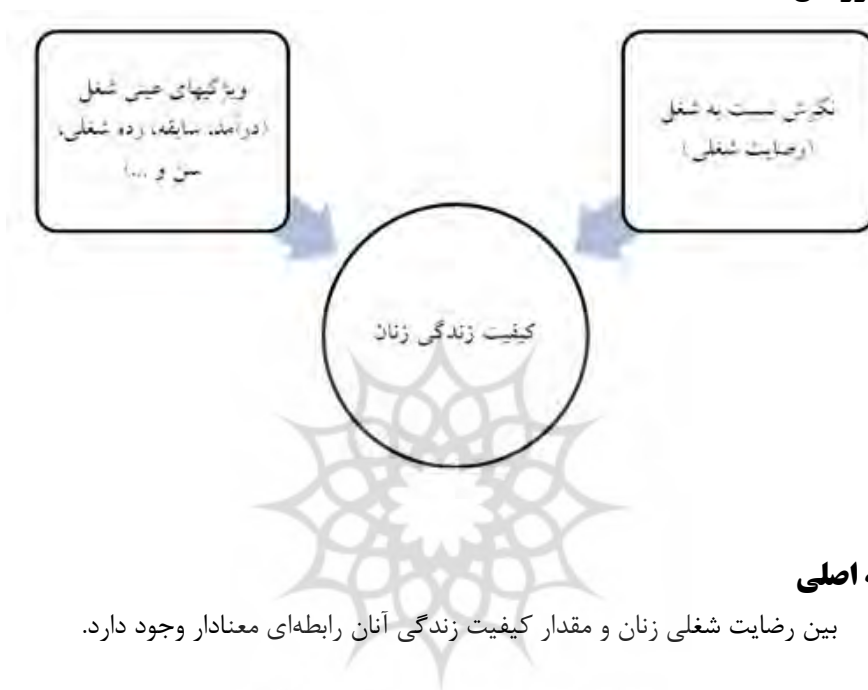 نگرش نسبت به شغل
(رضایت شغلی)
ویژگیهای عینی شغل
(درآمد، سابقه، رده شغلی،
سن و ...)
کیفیت زندگی زنان
اصلی
بین رضایت شغلی زنان و مقدار کیفیت زندگی آنان رابطه‌ای معنادار وجود دارد.